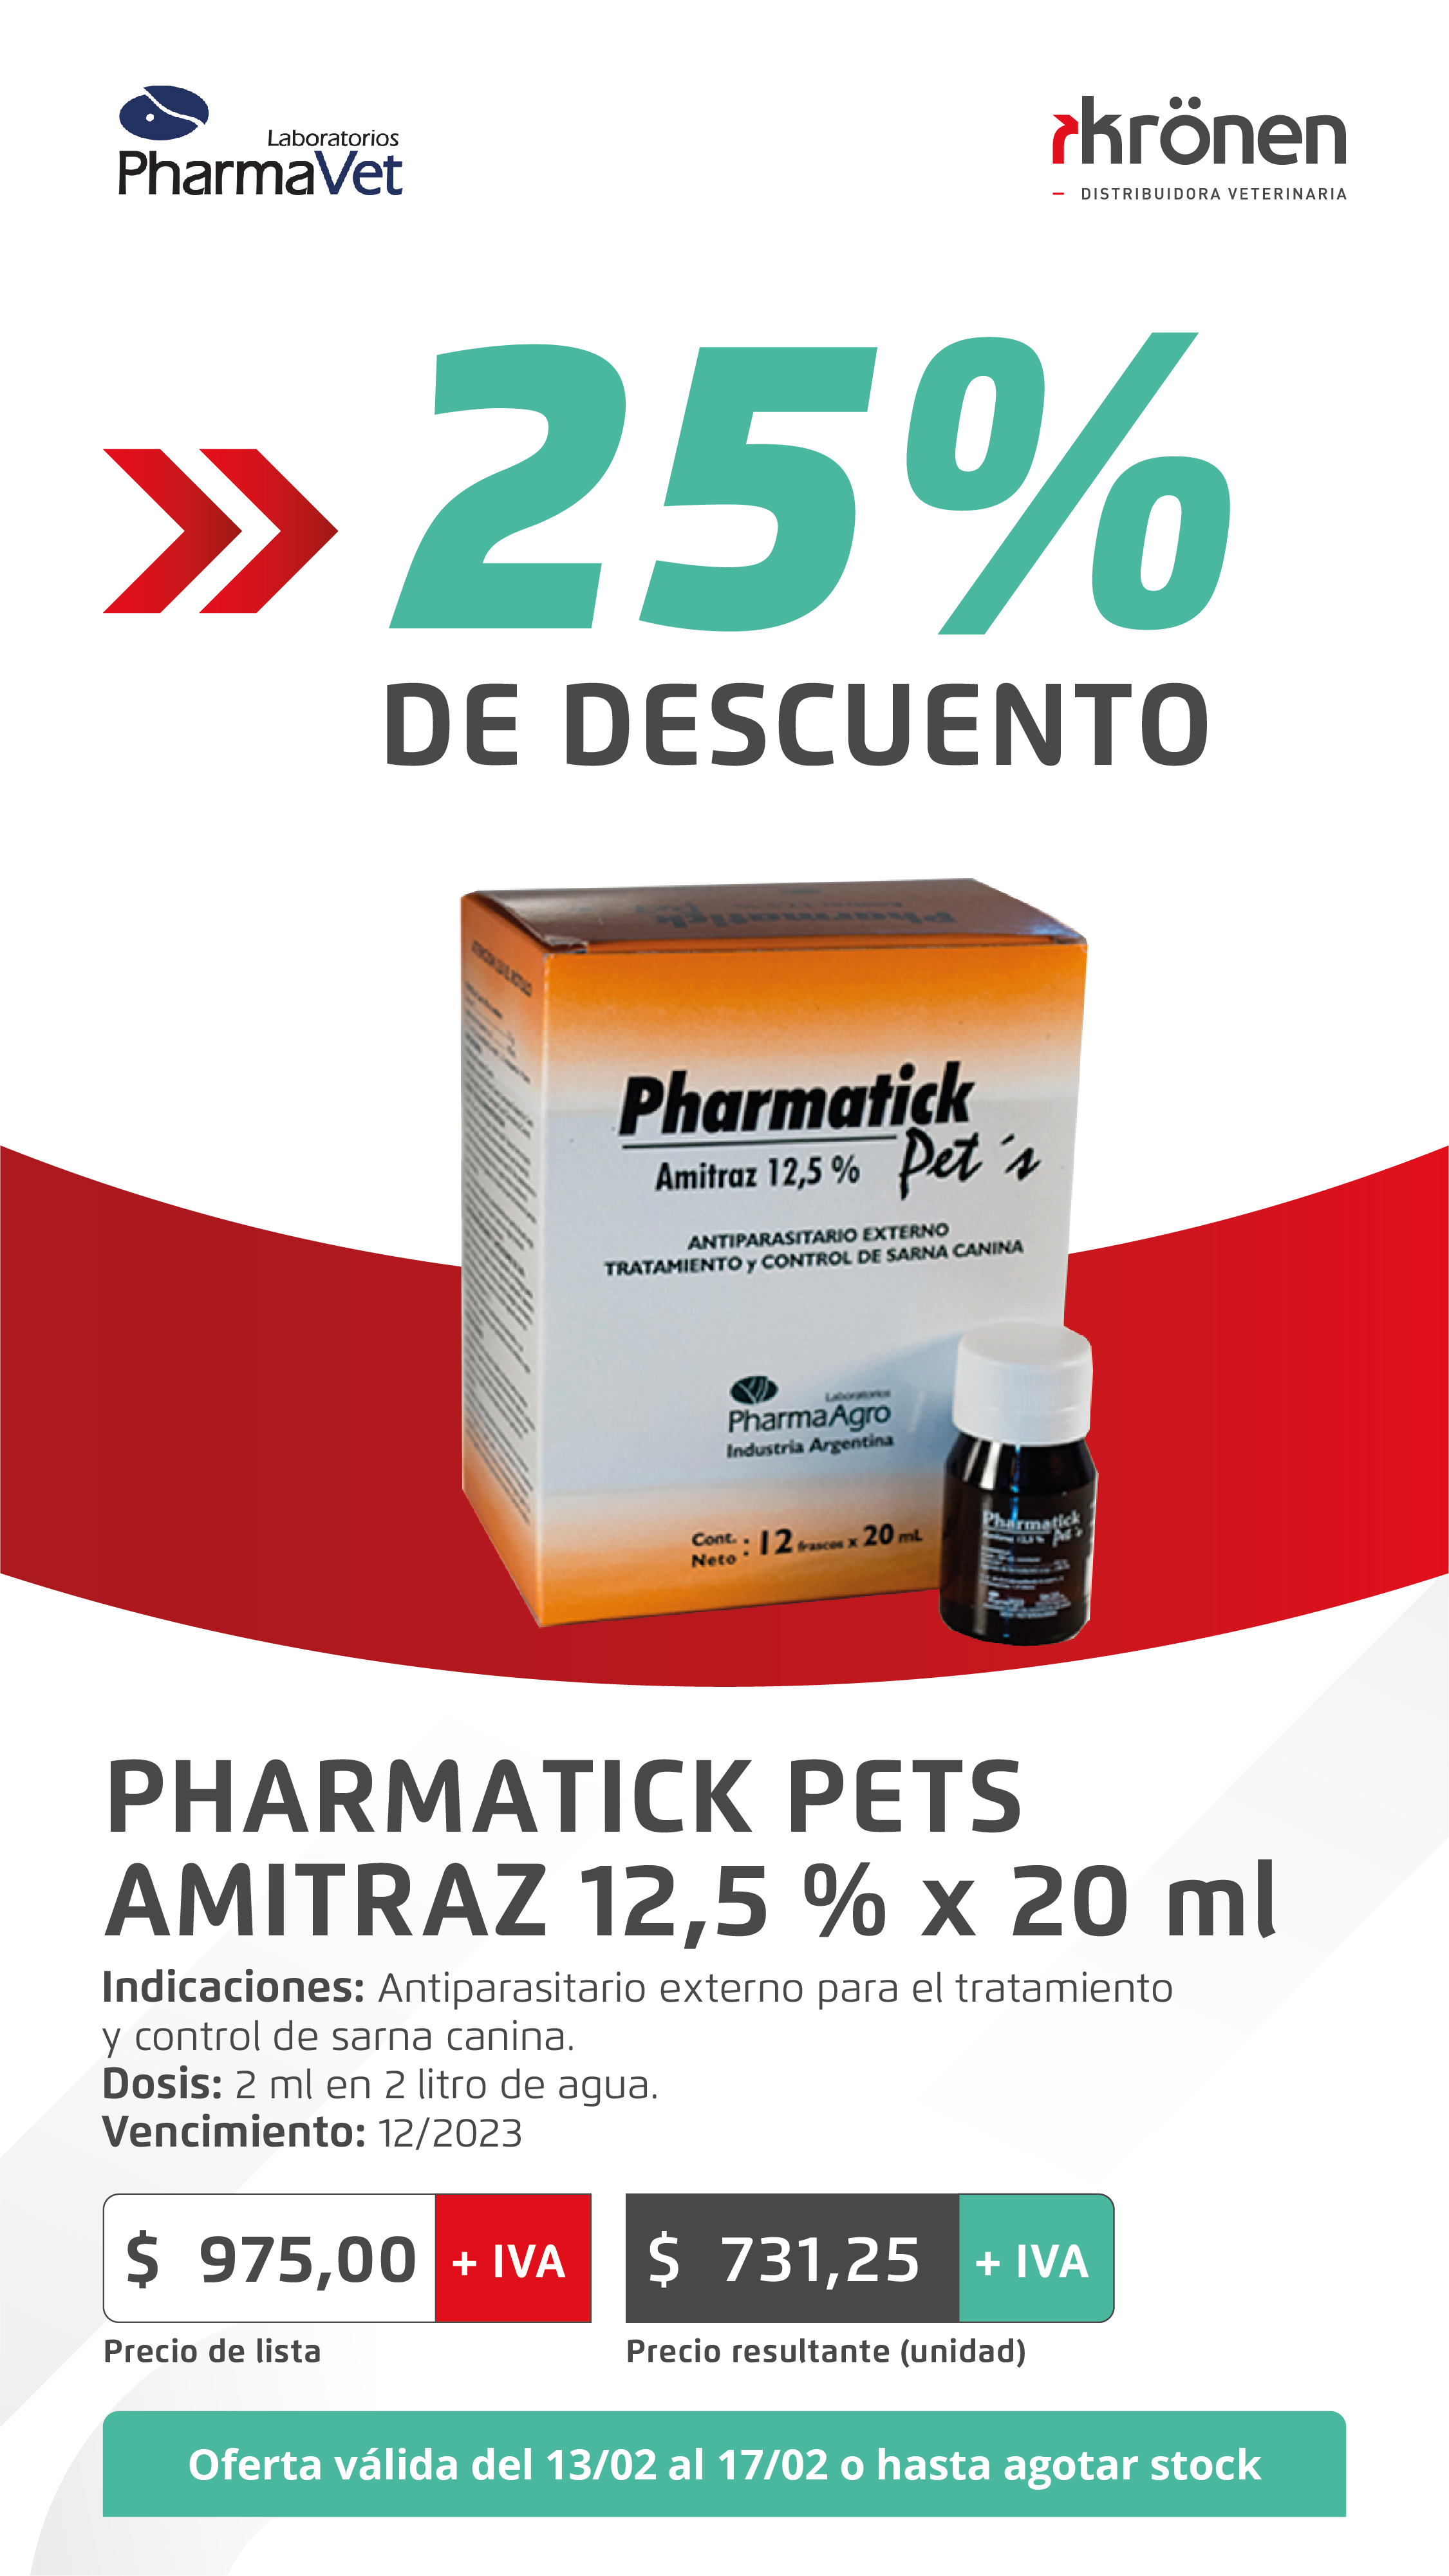 Laboratorios
PharmaVet
krönen
DISTRIBUIDORA VETERINARIA
25%
DE DESCUENTO
Pharmatick
Amitraz 12,5 % Pet´s
ANTIPARASITARIO EXTERNO
TRATAMIENTO y CONTROL DE SARNA CANINA
Laboratorios
PharmaAgro
Industria Argentina
Cont. Neto : 12 frascos x 20 mL
Pharmatick
Pet´s
PHARMATICK PETS
AMITRAZ 12,5 % x 20 ml
Indicaciones: Antiparasitario externo para el tratamiento
y control de sarna canina.
Dosis: 2 ml en 2 litro de agua.
Vencimiento: 12/2023
$ 975,00 + IVA
Precio de lista
$ 731,25 + IVA
Precio resultante (unidad)
Oferta válida del 13/02 al 17/02 o hasta agotar stock